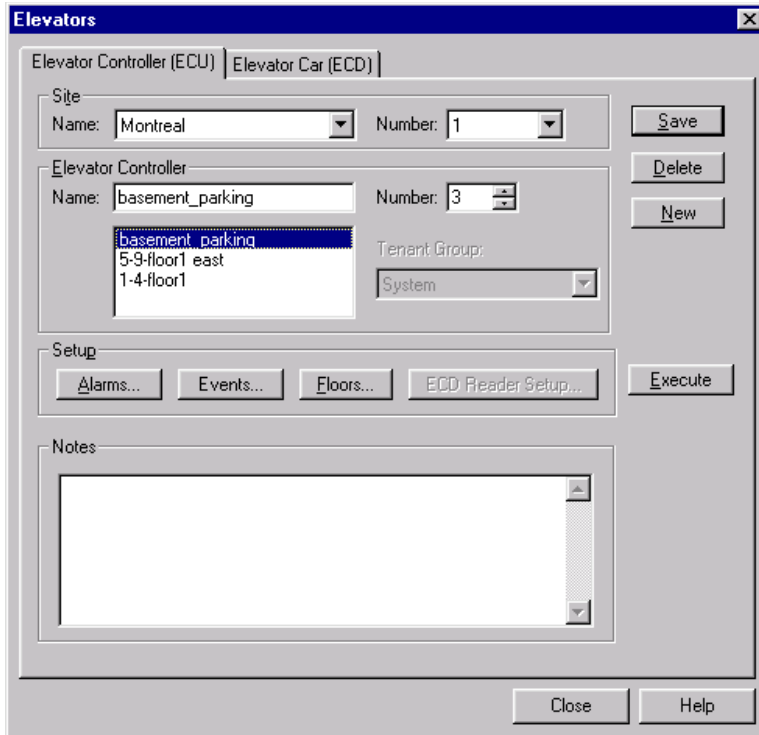 Elevators
Elevator Controller (ECU) Elevator Car (ECD)
Site
Name: Montreal Number: 1
Save
Elevator Controller
Delete
Name: basement_parking Number: 3
New
basement_parking
5-9-floor1 east
1-4-floor1
Tenant Group:
System
Setup
Alarms... Events... Floors... ECD Reader Setup... Execute
Notes
Close Help